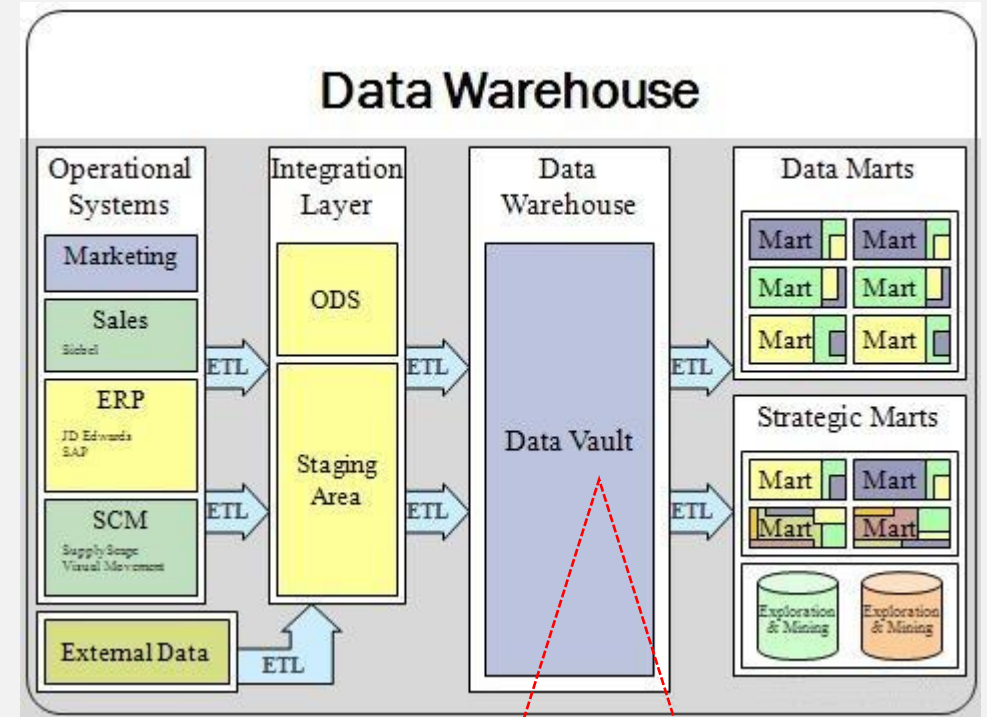 Data Warehouse
Operational
Systems
Marketing
Sales
Siebel
ERP
JD Edwards
SAP
SCM
SupplyScape
Visual Movement
External Data
ETL
ETL
ETL
Integration
Layer
ODS
Staging
Area
ETL
ETL
Data
Warehouse
Data Vault
ETL
ETL
Data Marts
Mart
Mart
Mart
Mart
Mart
Mart
Strategic Marts
Mart
Mart
Mart
Mart
Exploration
& Mining
Exploration
& Mining